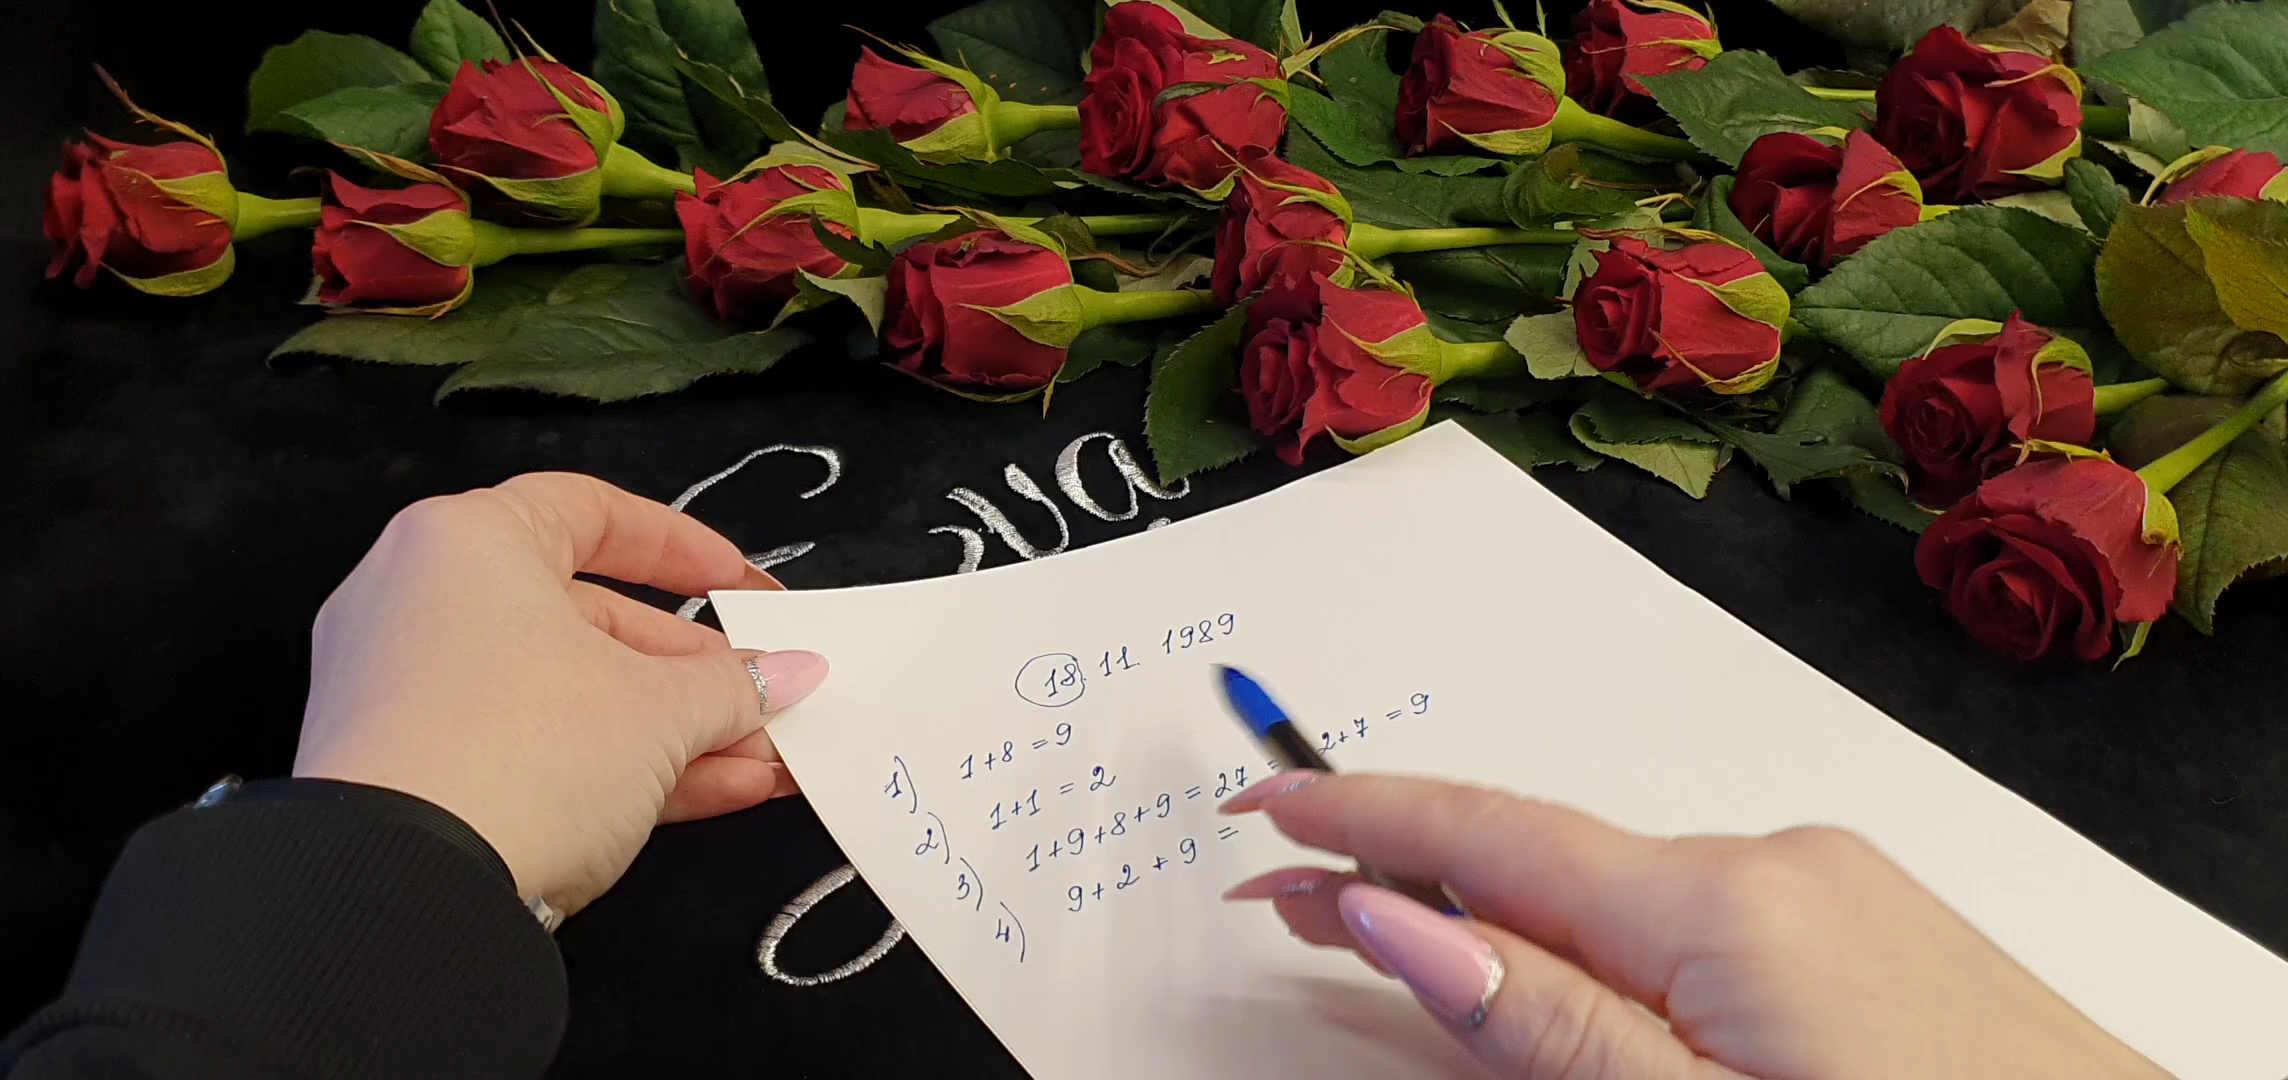 Eva
18. 11. 1989
1) 1+8 = 9
2) 1+1 = 2
3) 1+9+8+9 = 27 = 2+7 = 9
4) 9+2+9 =